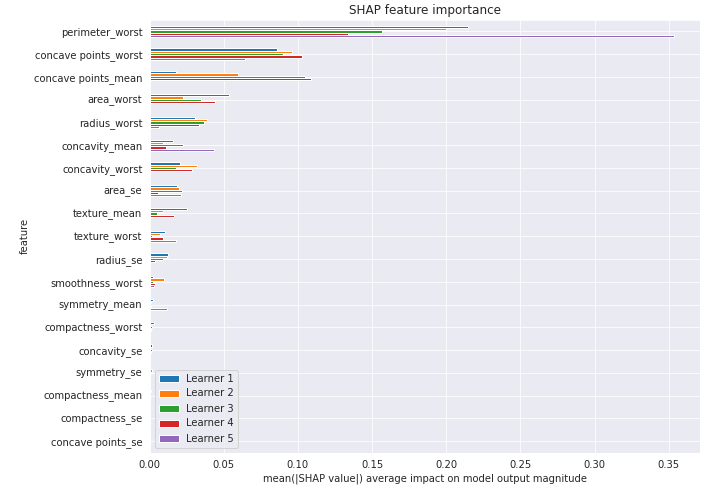 SHAP feature importance
perimeter_worst
concave points_worst
concave points_mean
area_worst
radius_worst
concavity_mean
concavity_worst
area_se
texture_mean
texture_worst
radius_se
smoothness_worst
symmetry_mean
compactness_worst
concavity_se
symmetry_se
compactness_mean
compactness_se
concave points_se
feature
Learner 1
Learner 2
Learner 3
Learner 4
Learner 5
0.00 0.05 0.10 0.15 0.20 0.25 0.30 0.35
mean(|SHAP value|) average impact on model output magnitude